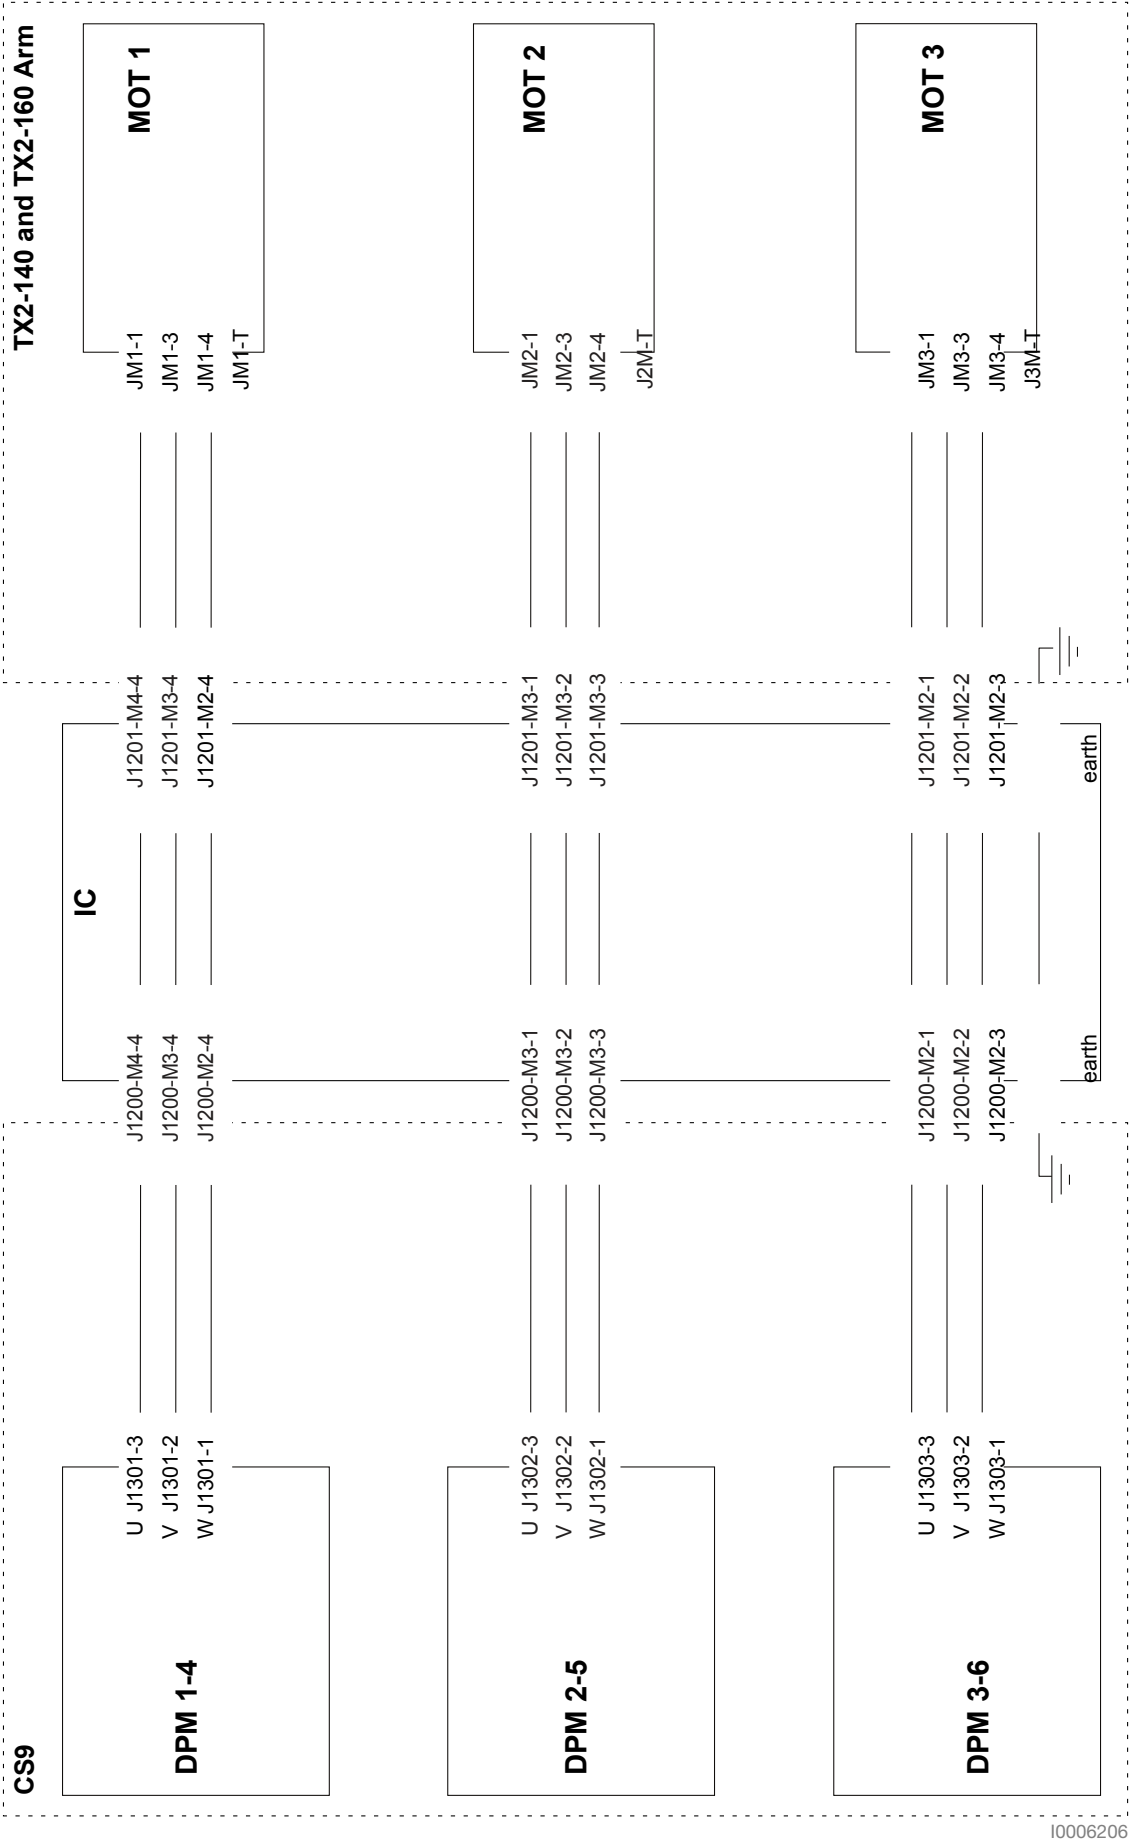 TX2-140 and TX2-160 Arm
MOT 1
MOT 2
MOT 3
JM1-1
JM1-3
JM1-4
JM1-T
JM2-1
JM2-3
JM2-4
J2M-T
JM3-1
JM3-3
JM3-4
J3M-T
J1201-M4-4
J1201-M3-4
J1201-M2-4
J1201-M3-1
J1201-M3-2
J1201-M3-3
J1201-M2-1
J1201-M2-2
J1201-M2-3
earth
IC
J1200-M4-4
J1200-M3-4
J1200-M2-4
J1200-M3-1
J1200-M3-2
J1200-M3-3
J1200-M2-1
J1200-M2-2
J1200-M2-3
earth
U J1301-3
V J1301-2
W J1301-1
U J1302-3
V J1302-2
W J1302-1
U J1303-3
V J1303-2
W J1303-1
DPM 1-4
DPM 2-5
DPM 3-6
CS9
I0006206